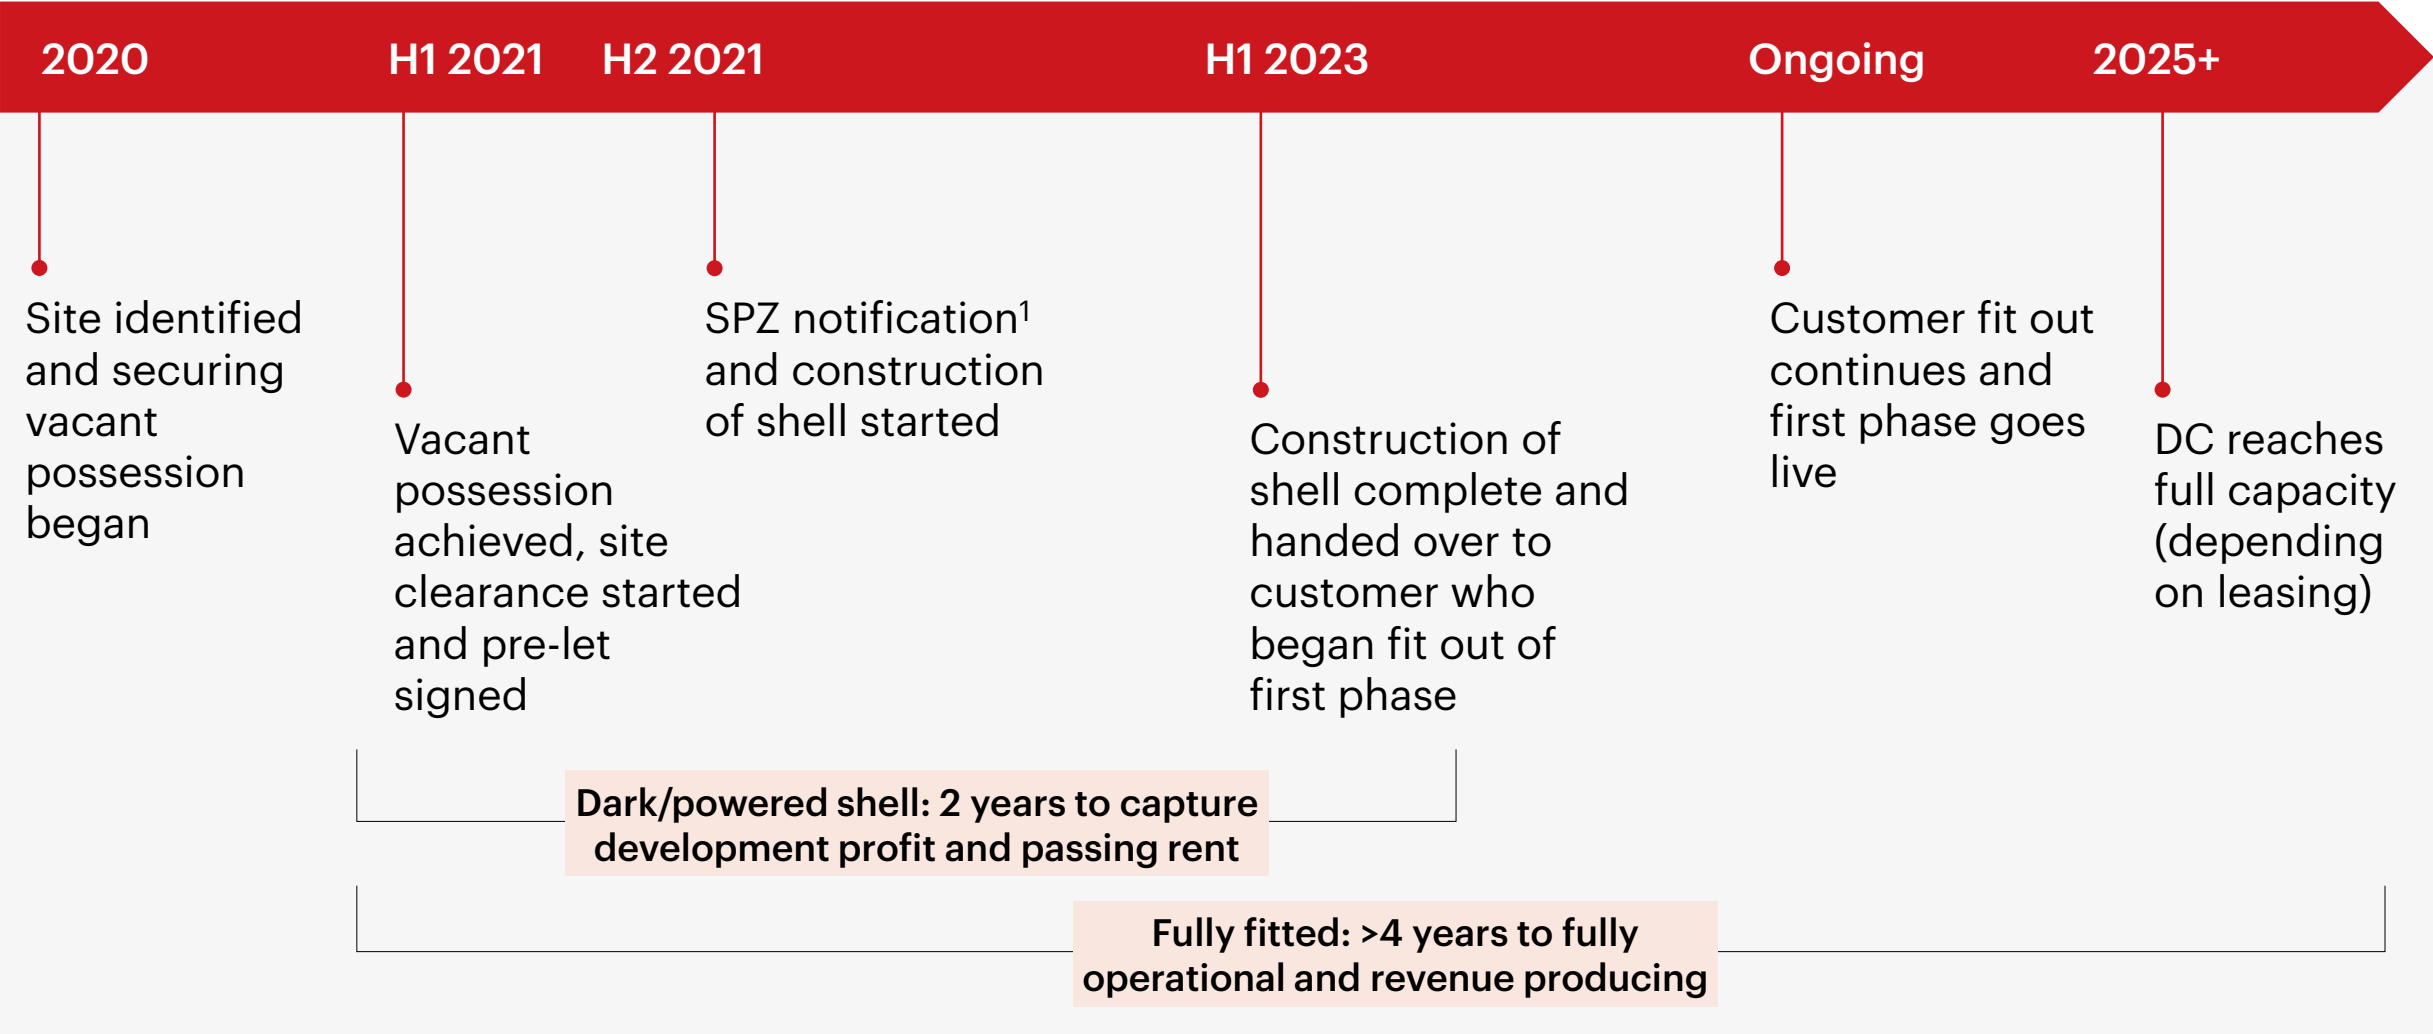 2020
H1 2021
H2 2021
H1 2023
Ongoing
2025+
Site identified
and securing
vacant
possession
began
Vacant
possession
achieved, site
clearance started
and pre-let
signed
SPZ notification¹
and construction
of shell started
Construction of
shell complete and
handed over to
customer who
began fit out of
first phase
Customer fit out
continues and
first phase goes
live
DC reaches
full capacity
(depending
on leasing)
Dark/powered shell: 2 years to capture
development profit and passing rent
Fully fitted: >4 years to fully
operational and revenue producing